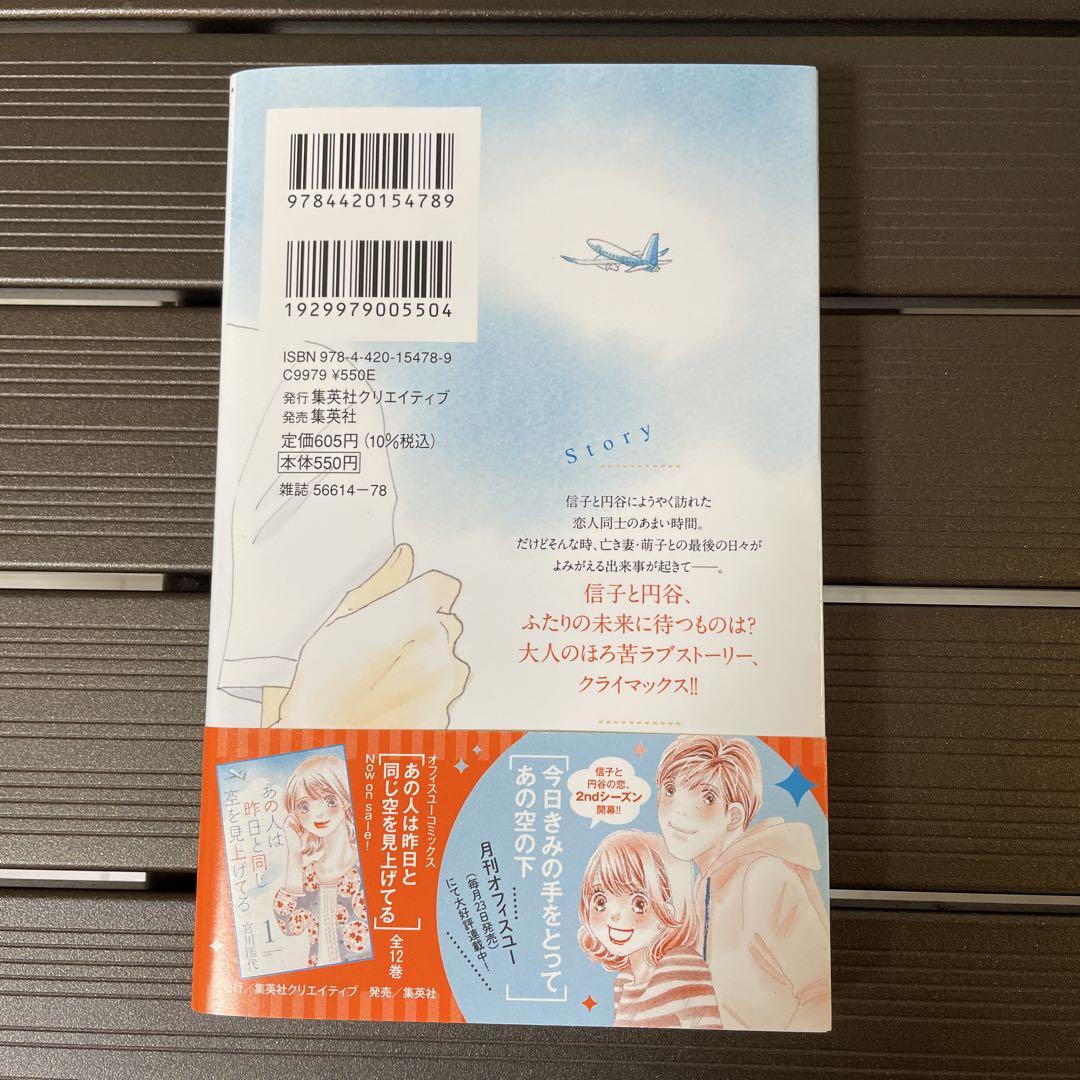 9784420154789
1929979005504
ISBN 978-4-420-15478-9
C9979 ¥550E
発行 集英社クリエイティブ
発売 集英社
定価605円（10%税込）
本体550円
雑誌 56614-78
Story
信子と円谷にようやく訪れた
恋人同士のあまい時間。
だけどそんな時、亡き妻・萌子との最後の日々が
よみがえる出来事が起きて——。
信子と円谷、
ふたりの未来に待つものは?
大人のほろ苦ラブストーリー、
クライマックス!!
信子と
円谷の恋、
2ndシーズン
開幕!!
今日きみの手をとって
あの空の下
月刊オフィスユー
（毎月23日発売）
にて大好評連載中!
オフィスユーコミックス
あの人は昨日と
同じ空を見上げてる
全12巻
Now on sale!
あの人は
昨日と同じ
空を見上げてる
1
宮川匡代
行／集英社クリエイティブ 発売／集英社